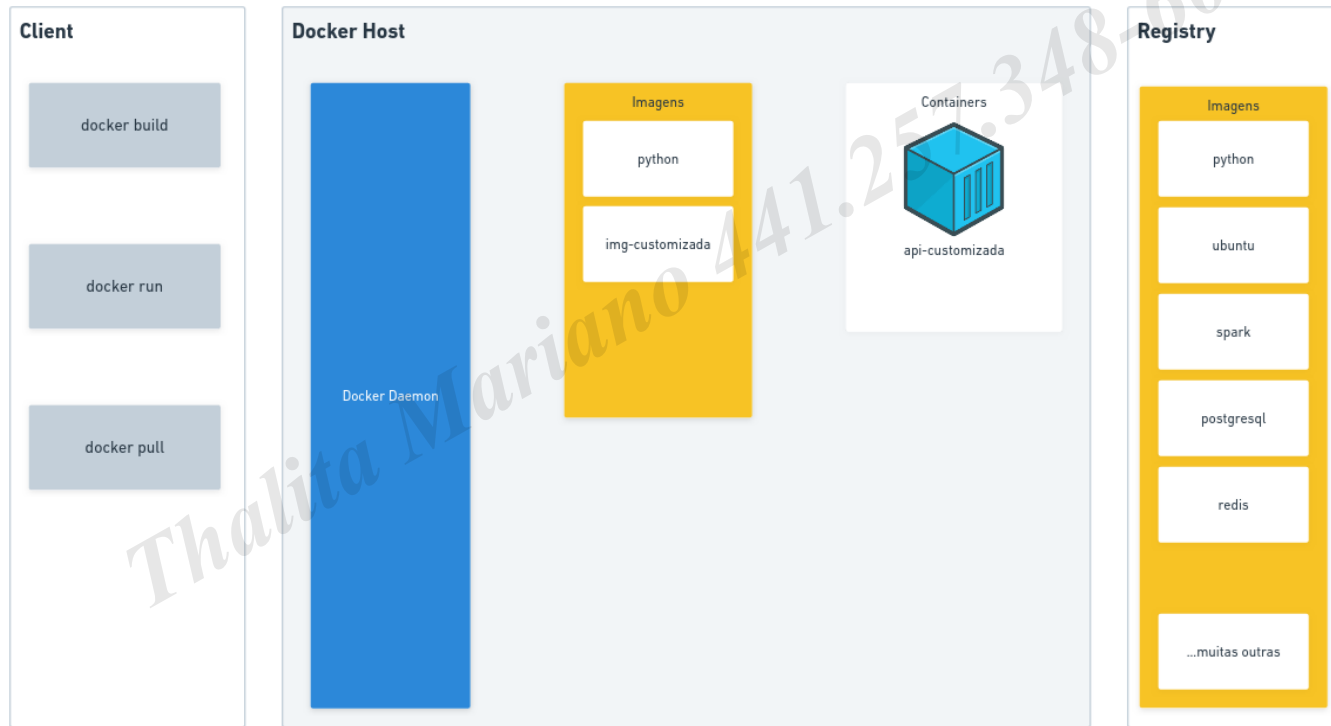 Client
docker build
docker run
docker pull
Docker Host
Docker Daemon
Imagens
python
img-customizada
Containers
api-customizada
Registry
Imagens
python
ubuntu
spark
postgresql
redis
...muitas outras
Thalita Mariano 441.257.348-